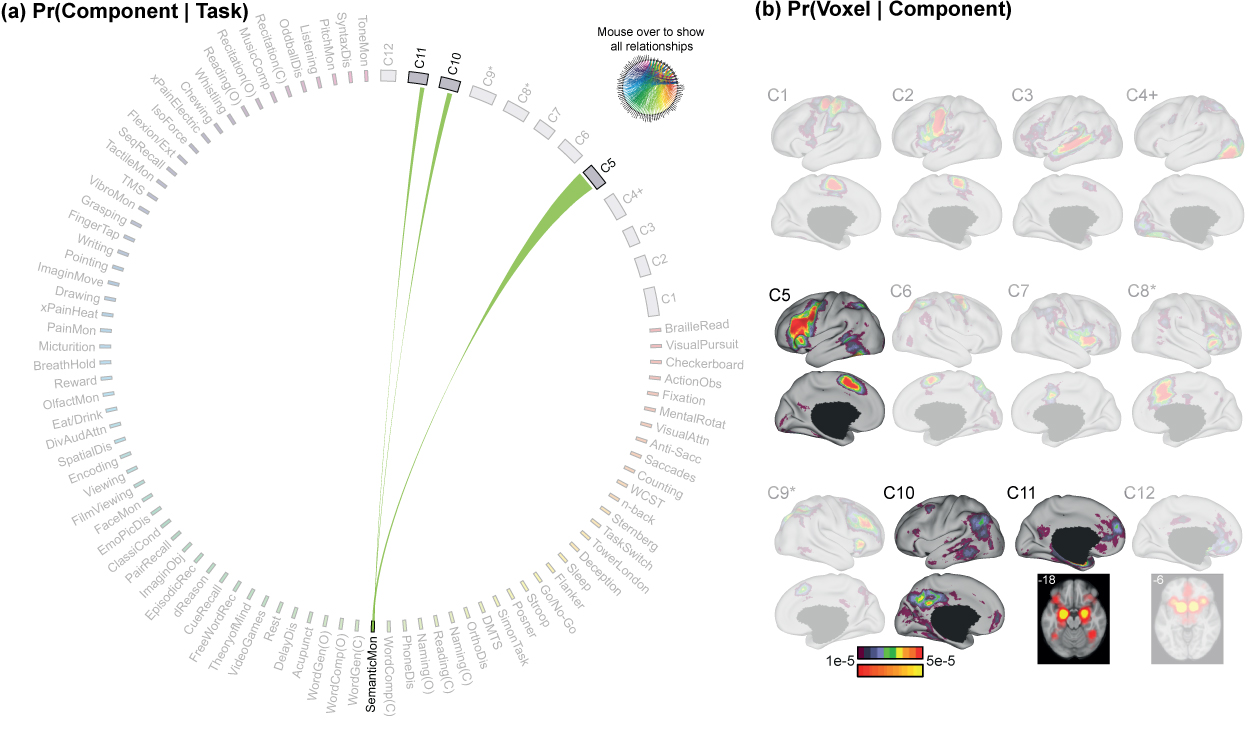 (a) Pr(Component | Task)
(b) Pr(Voxel | Component)
Mouse over to show
all relationships
C12
C11
C10
C9*
C8*
C7
C6
C5
C4+
C3
C2
C1
BrailleRead
VisualPursuit
Checkerboard
ActionObs
Fixation
MentalRotat
VisualAttn
Anti-Sacc
Saccades
Counting
WCST
n-back
Sternberg
TaskSwitch
TowerLondon
Deception
Sleep
Flanker
Go/No-Go
Stroop
Posner
SimonTask
DMTS
OrthoDis
Naming(C)
Reading(C)
Naming(O)
PhoneDis
WordComp(C)
SemanticMon
WordGen(C)
WordComp(O)
WordGen(O)
Acupunct
DelayDis
Rest
VideoGames
TheoryofMind
FreeWordRec
CueRecall
dReason
EpisodicRec
ImaginObj
PairRecall
ClassiCond
EmoPicDis
FaceMon
FilmViewing
Viewing
Encoding
SpatialDis
DivAudAttn
Eat/Drink
OlfactMon
Reward
BreathHold
Micturition
PainMon
xPainHeat
Drawing
ImaginMove
Pointing
Writing
FingerTap
Grasping
VibroMon
TMS
TactileMon
SeqRecall
Flexion/Ext
IsoForce
xPainElectric
Chewing
Whistling
Reading(O)
Recitation(O)
MusicComp
Recitation(C)
OddballDis
Listening
PitchMon
SyntaxDis
ToneMon
C1
C2
C3
C4+
C5
C6
C7
C8*
C9*
C10
C11
C12
-18
-6
1e-5
5e-5